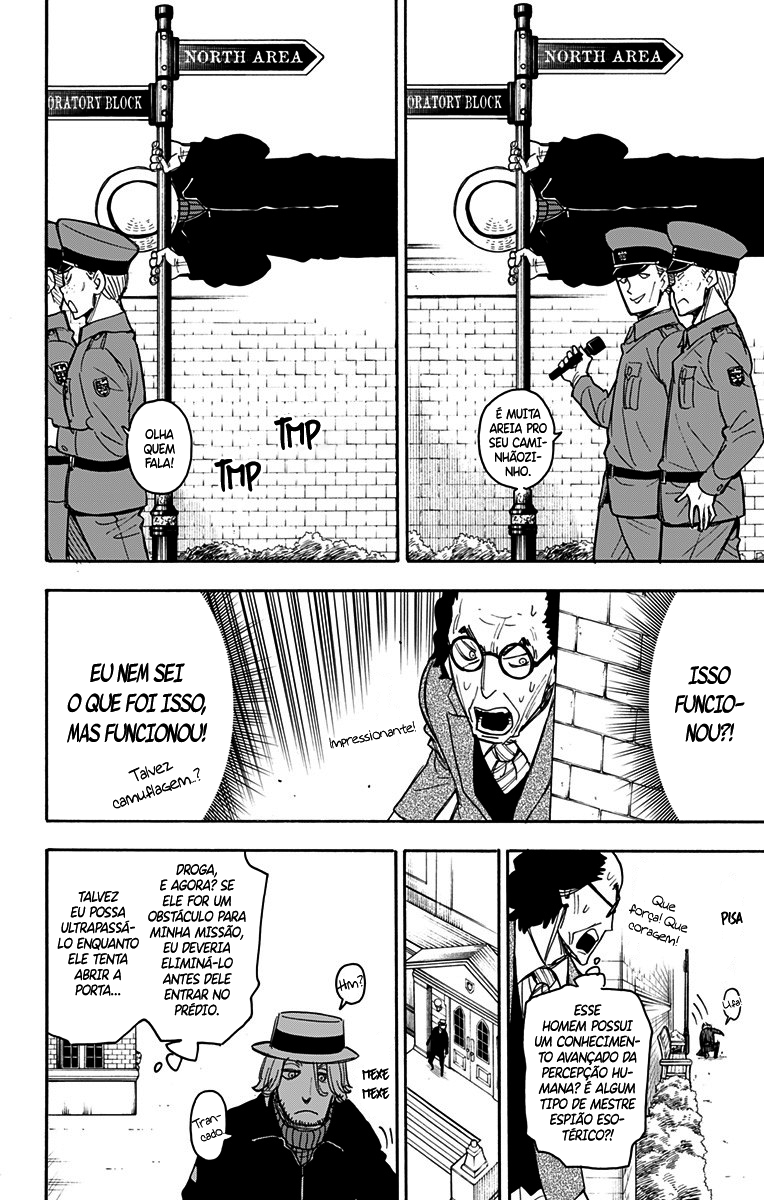 NORTH AREA
ORATORY BLOCK
É MUITA
AREIA PRO
SEU CAMI-
NHÃOZI-
NHO.
NORTH AREA
ORATORY BLOCK
OLHA
QUEM
FALA!
TMP
TMP
ISSO
FUNCIO-
NOU?!
Impressionante!
EU NEM SEI
O QUE FOI ISSO,
MAS FUNCIONOU!
Talvez
camuflagem..?
PISA
Ufa!
Que
força! Que
coragem!
ESSE
HOMEM POSSUI
UM CONHECIMEN-
TO AVANÇADO DA
PERCEPÇÃO HU-
MANA? É ALGUM
TIPO DE MESTRE
ESPIÃO ESO-
TÉRICO?!
Hm?
MEXE
MEXE
Tran-
cado.
DROGA,
E AGORA? SE
ELE FOR UM
OBSTÁCULO PARA
MINHA MISSÃO,
EU DEVERIA
ELIMINÁ-LO
ANTES DELE
ENTRAR NO
PRÉDIO.
TALVEZ
EU POSSA
ULTRAPASSÁ-
LO ENQUANTO
ELE TENTA
ABRIR A
PORTA...